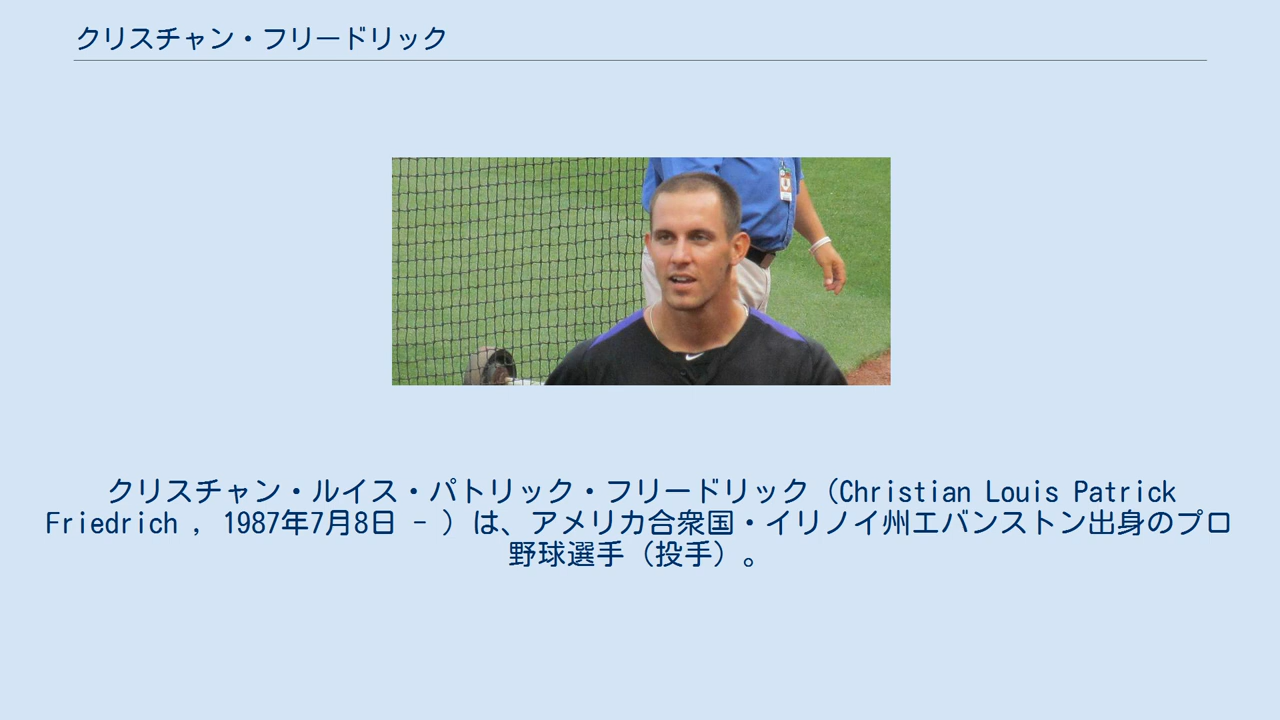 クリスチャン・フリードリック
クリスチャン・ルイス・パトリック・フリードリック（Christian Louis Patrick
Friedrich , 1987年7月8日 - ）は、アメリカ合衆国・イリノイ州エバンストン出身のプロ
野球選手（投手）。